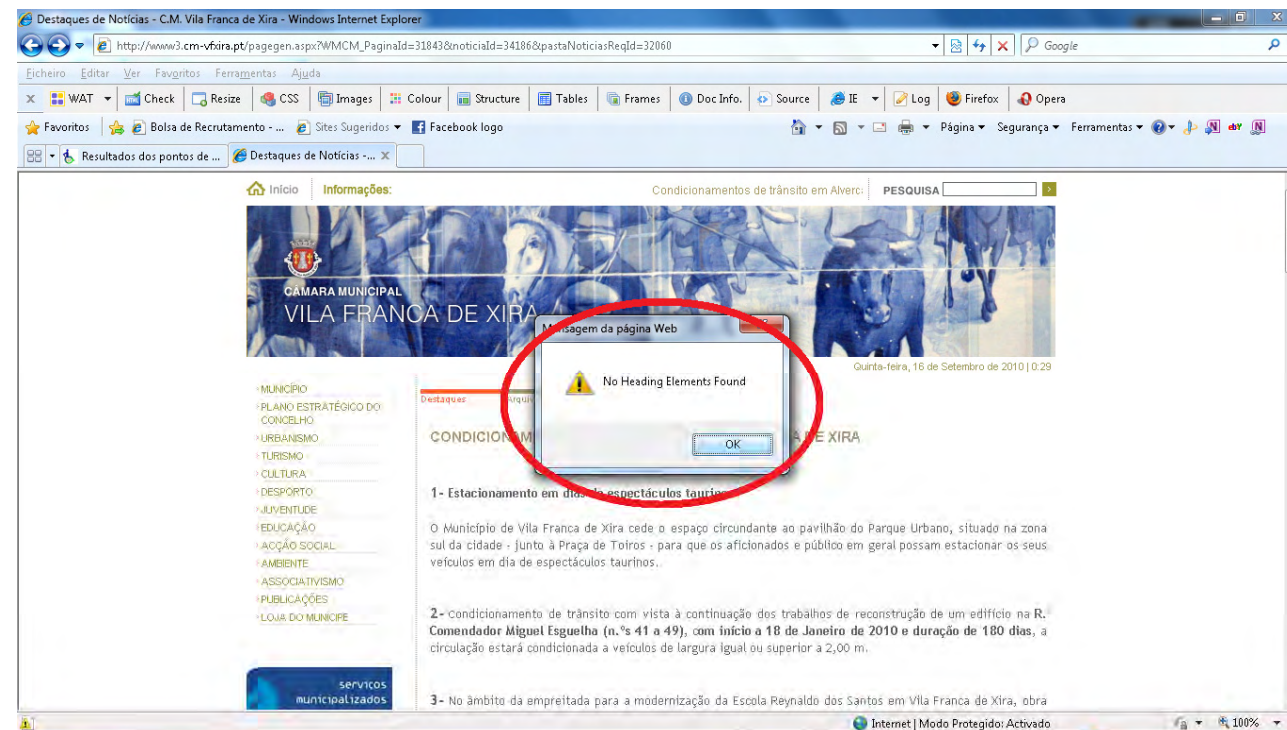 Destaques de Notícias - C.M. Vila Franca de Xira - Windows Internet Explorer
http://www3.cm-vfxira.pt/pagegen.aspx?WMCM_PaginaId=31843&noticiaId=34186&pastaNoticiasReqId=32060
Google
Ficheiro Editar Ver Favoritos Ferramentas Ajuda
x WAT Check Resize CSS Images Colour Structure Tables Frames Doc Info. Source IE Log Firefox Opera
Favoritos Bolsa de Recrutamento - ... Sites Sugeridos Facebook logo Página Segurança Ferramentas
Resultados dos pontos de ... Destaques de Notícias -... X
Início Informações: Condicionamentos de trânsito em Alverc PESQUISA
CÂMARA MUNICIPAL
VILA FRANCA DE XIRA
Quinta-feira, 16 de Setembro de 2010 | 0:29
Mensagem da página Web
No Heading Elements Found
OK
MUNICÍPIO
PLANO ESTRATÉGICO DO
CONCELHO
URBANISMO
TURISMO
CULTURA
DESPORTO
JUVENTUDE
EDUCAÇÃO
ACÇÃO SOCIAL
AMBIENTE
ASSOCIATIVISMO
PUBLICAÇÕES
LOJA DO MUNÍCIPE
serviços
municipalizados
Destaques
CONDICIONAM DE XIRA
1- Estacionamento em dias de espectáculos taurinos
O Município de Vila Franca de Xira cede o espaço circundante ao pavilhão do Parque Urbano, situado na zona
sul da cidade - junto à Praça de Toiros - para que os aficionados e público em geral possam estacionar os seus
veículos em dia de espectáculos taurinos.
2- Condicionamento de trânsito com vista à continuação dos trabalhos de reconstrução de um edifício na R.
Comendador Miguel Esguelha (n.ºs 41 a 49), com início a 18 de Janeiro de 2010 e duração de 180 dias, a
circulação estará condicionada a veículos de largura igual ou superior a 2,00 m.
3- No âmbito da empreitada para a modernização da Escola Reynaldo dos Santos em Vila Franca de Xira, obra
Internet | Modo Protegido: Activado
100%